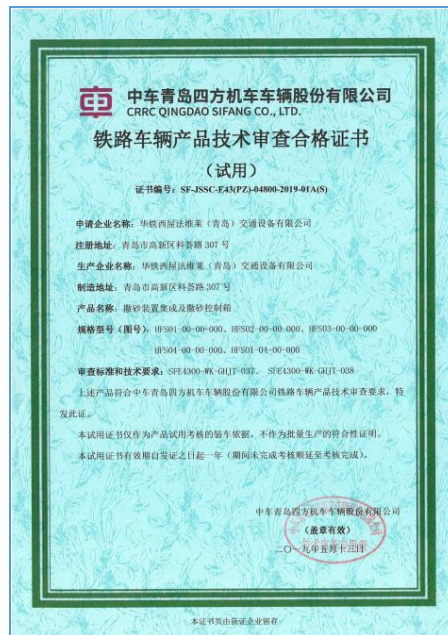 中车青岛四方机车车辆股份有限公司
CRRC QINGDAO SIFANG CO., LTD.
铁路车辆产品技术审查合格证书
（试用）
证书编号：SF-JSSC-E43(PZ)-04800-2019-01A(S)
申请企业名称：华铁西屋法维莱（青岛）交通设备有限公司
注册地址：青岛市高新区科荟路 307 号
生产企业名称：华铁西屋法维莱（青岛）交通设备有限公司
制造地址：青岛市高新区科荟路 307 号
产品名称：撒砂装置集成及撒砂控制箱
规格型号（图号）：HFS01-00-00-000、HFS02-00-00-000、HFS03-00-00-000
HFS04-00-00-000、HFS01-04-00-000
审查标准和技术要求：SFE4300-WK-GHJT-037、 SFE4300-WK-GHJT-038
上述产品符合中车青岛四方机车车辆股份有限公司铁路车辆产品技术审查要求，特
发此证。
本试用证书仅作为产品试用考核的装车依据，不作为批量生产的符合性证明。
本试用证书有效期自发证之日起一年（期间未完成考核顺延至考核完成）。
中车青岛四方机车车辆股份有限公司
（盖章有效）
二〇一九年五月十三日
本证书页由获证企业留存